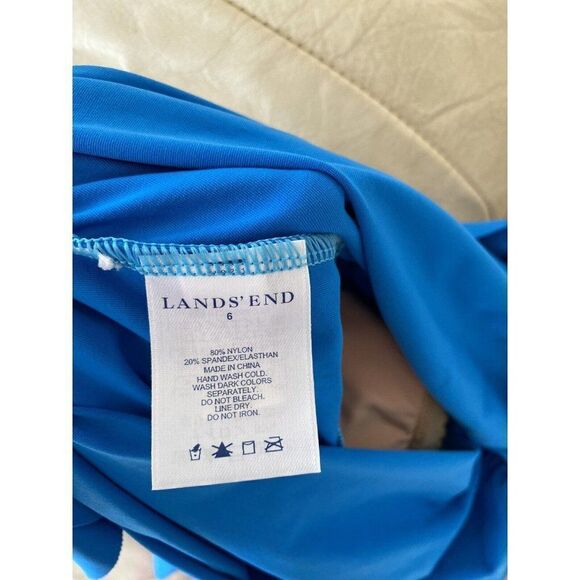 LANDS' END
6
80% NYLON
20% SPANDEX/ELASTHAN
MADE IN CHINA
HAND WASH COLD.
WASH DARK COLORS
SEPARATELY.
DO NOT BLEACH.
LINE DRY.
DO NOT IRON.